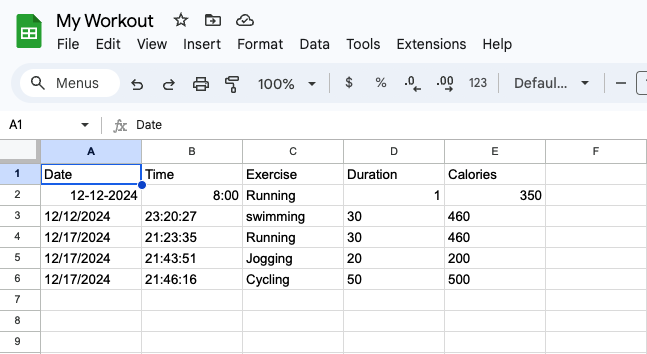 My Workout
File Edit View Insert Format Data Tools Extensions Help
Menus 100% $ % .0 .00 123 Defaul...
A1 fx Date
A B C D E F
1 Date Time Exercise Duration Calories
2 12-12-2024 8:00 Running 1 350
3 12/12/2024 23:20:27 swimming 30 460
4 12/17/2024 21:23:35 Running 30 460
5 12/17/2024 21:43:51 Jogging 20 200
6 12/17/2024 21:46:16 Cycling 50 500
7
8
9